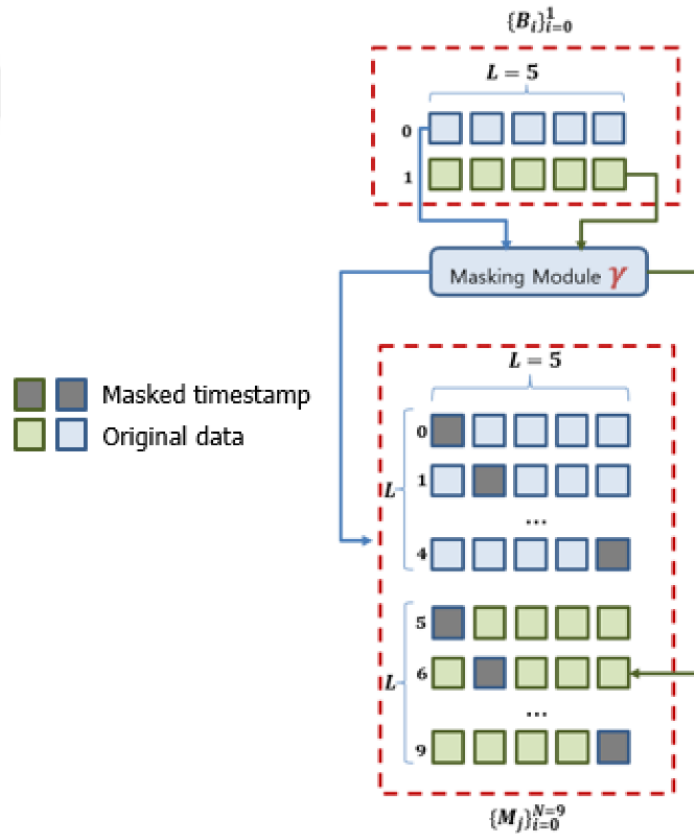 {B_i}^1_{i=0}
L = 5
0
1
Masking Module γ
L = 5
Masked timestamp
Original data
0
1
L
...
4
5
6
L
...
9
{M_j}^{N=9}_{i=0}